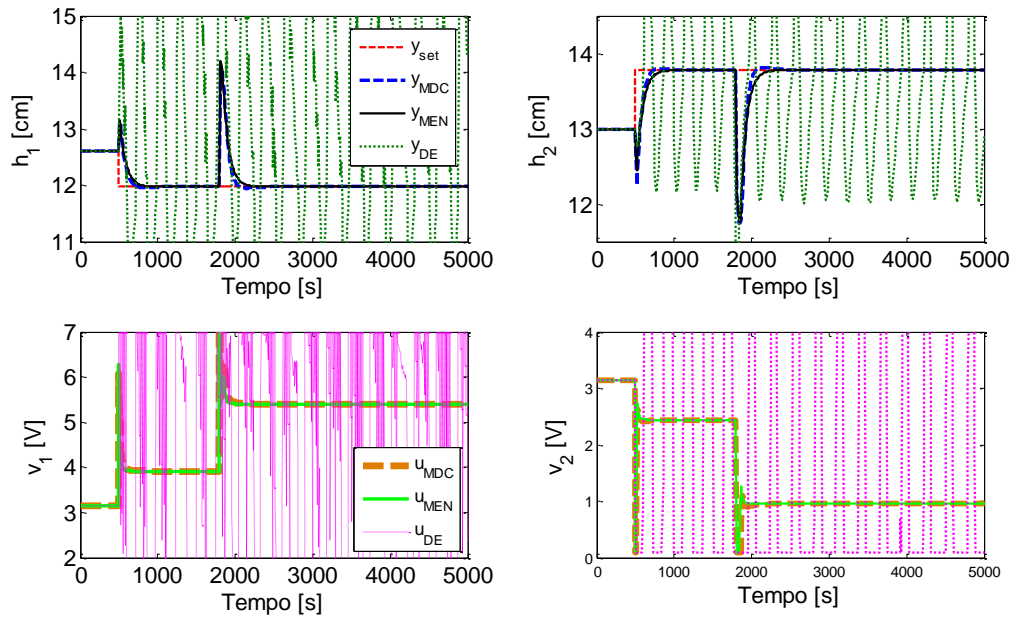 15
14
13
12
11
h1 [cm]
0 1000 2000 3000 4000 5000
Tempo [s]
yset
yMDC
yMEN
yDE
14
13
12
h2 [cm]
0 1000 2000 3000 4000 5000
Tempo [s]
7
6
5
4
3
2
v1 [V]
0 1000 2000 3000 4000 5000
Tempo [s]
uMDC
uMEN
uDE
4
3
2
1
0
v2 [V]
0 1000 2000 3000 4000 5000
Tempo [s]